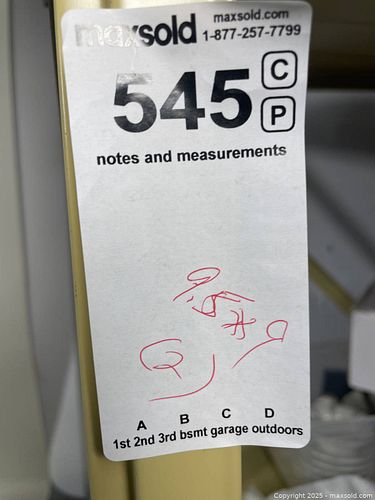 maxsold maxsold.com
1-877-257-7799
545 C
P
notes and measurements
A B C D
1st 2nd 3rd bsmt garage outdoors
Copyright 2025 - maxsold.com